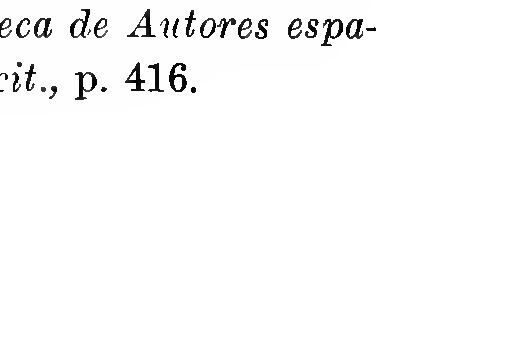 eca de Autores espa-
cit., p. 416.